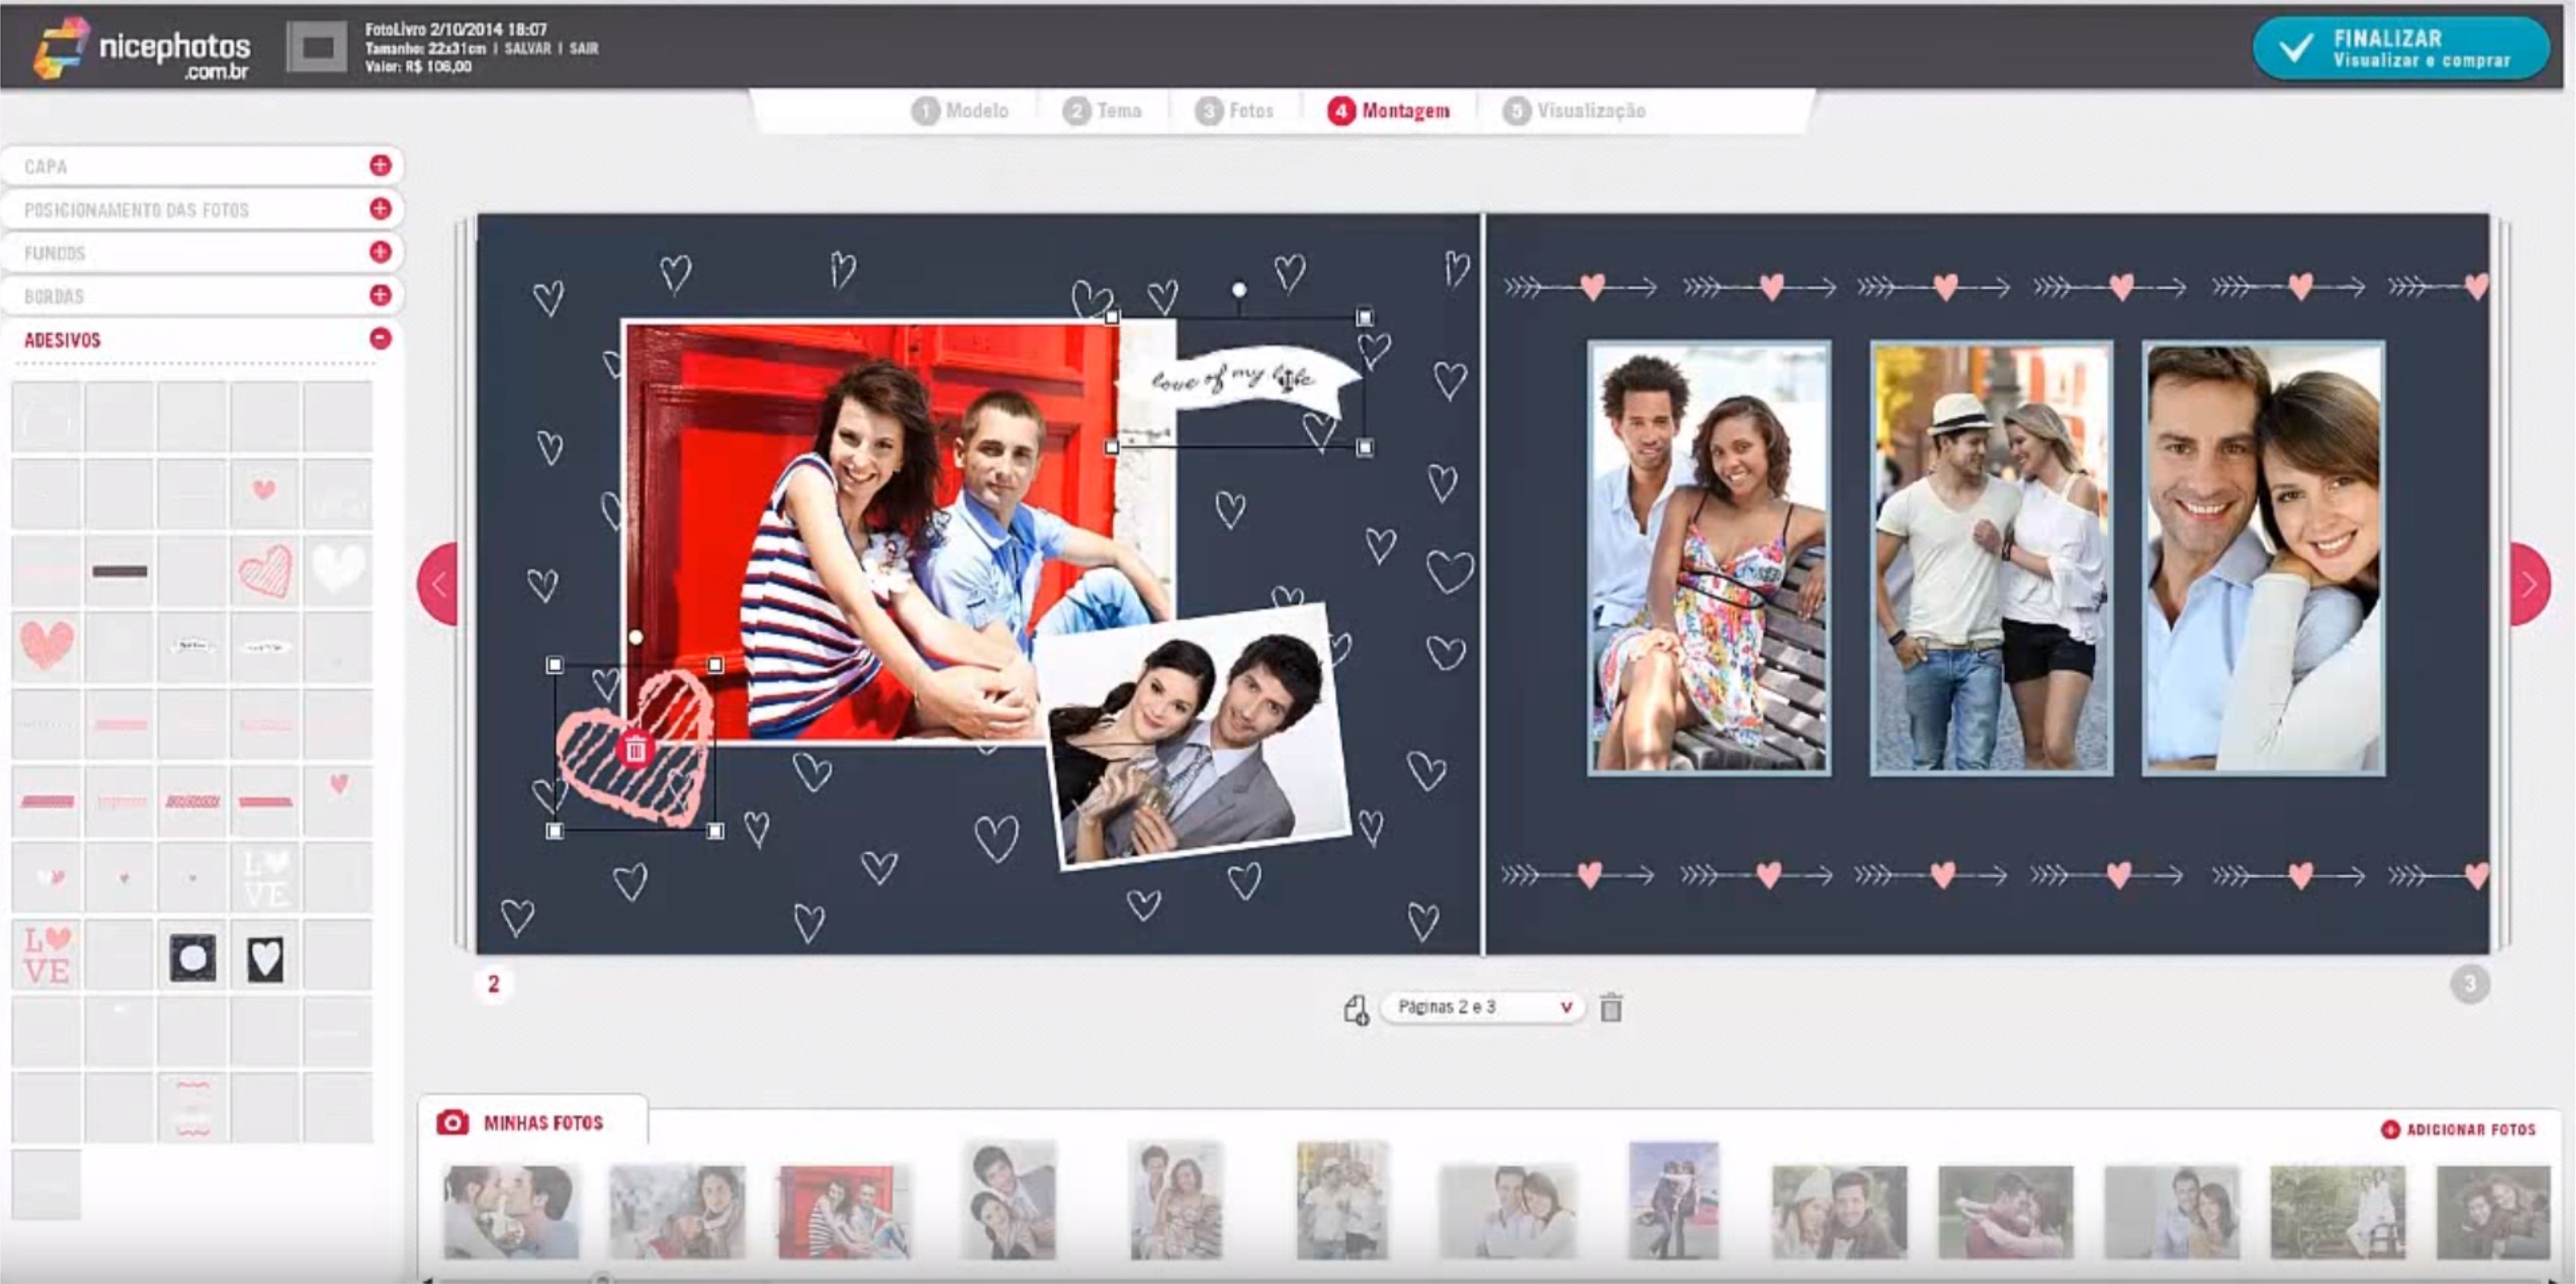 nicephotos
.com.br
FotoLivro 2/10/2014 18:07
Tamanho: 22x31cm | SALVAR | SAIR
Valor: R$ 106,00
FINALIZAR
Visualizar e comprar
1 Modelo
2 Tema
3 Fotos
4 Montagem
5 Visualização
CAPA
POSICIONAMENTO DAS FOTOS
FUNDOS
BORDAS
ADESIVOS
love of my life
L
VE
L
VE
2
3
Páginas 2 e 3
MINHAS FOTOS
ADICIONAR FOTOS